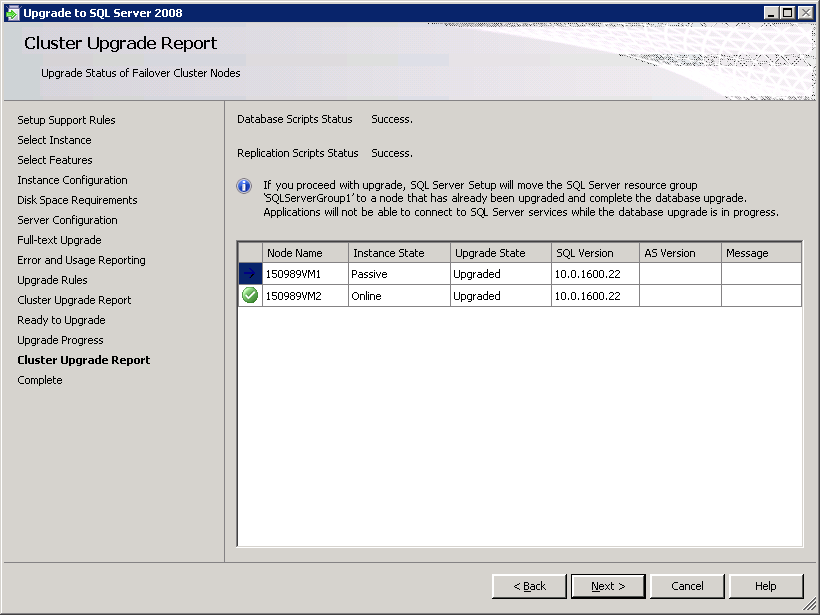 Upgrade to SQL Server 2008
Cluster Upgrade Report
Upgrade Status of Failover Cluster Nodes
Setup Support Rules
Select Instance
Select Features
Instance Configuration
Disk Space Requirements
Server Configuration
Full-text Upgrade
Error and Usage Reporting
Upgrade Rules
Cluster Upgrade Report
Ready to Upgrade
Upgrade Progress
Cluster Upgrade Report
Complete
Database Scripts Status Success.
Replication Scripts Status Success.
If you proceed with upgrade, SQL Server Setup will move the SQL Server resource group
'SQLServerGroup1' to a node that has already been upgraded and complete the database upgrade.
Applications will not be able to connect to SQL Server services while the database upgrade is in progress.
Node Name Instance State Upgrade State SQL Version AS Version Message
150989VM1 Passive Upgraded 10.0.1600.22
150989VM2 Online Upgraded 10.0.1600.22
< Back Next > Cancel Help